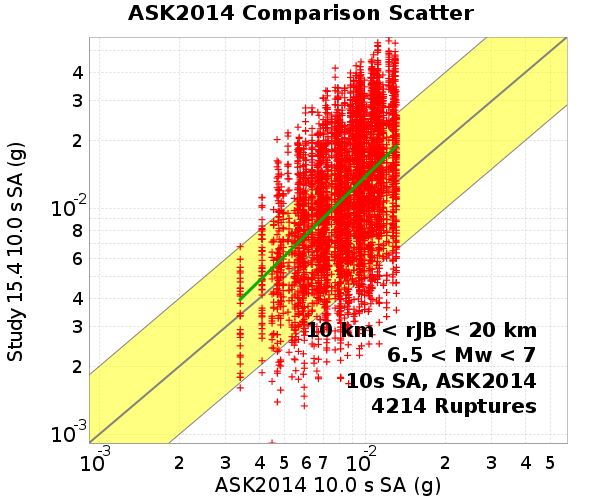 ASK2014 Comparison Scatter
Study 15.4 10.0 s SA (g)
4
3
2
10-2
8
6
4
3
2
10-3
10 km < rJB < 20 km
6.5 < Mw < 7
10s SA, ASK2014
4214 Ruptures
10-3 2 3 4 5 6 7 10-2 2 3 4 5
ASK2014 10.0 s SA (g)